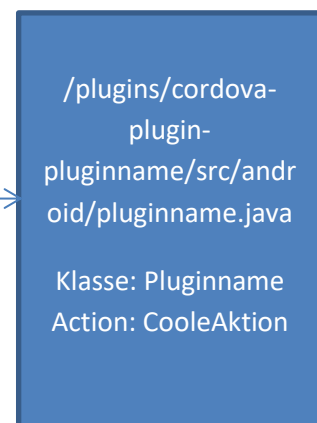 /plugins/cordova-
plugin-
pluginname/src/andr
oid/pluginname.java
Klasse: Pluginname
Action: CooleAktion